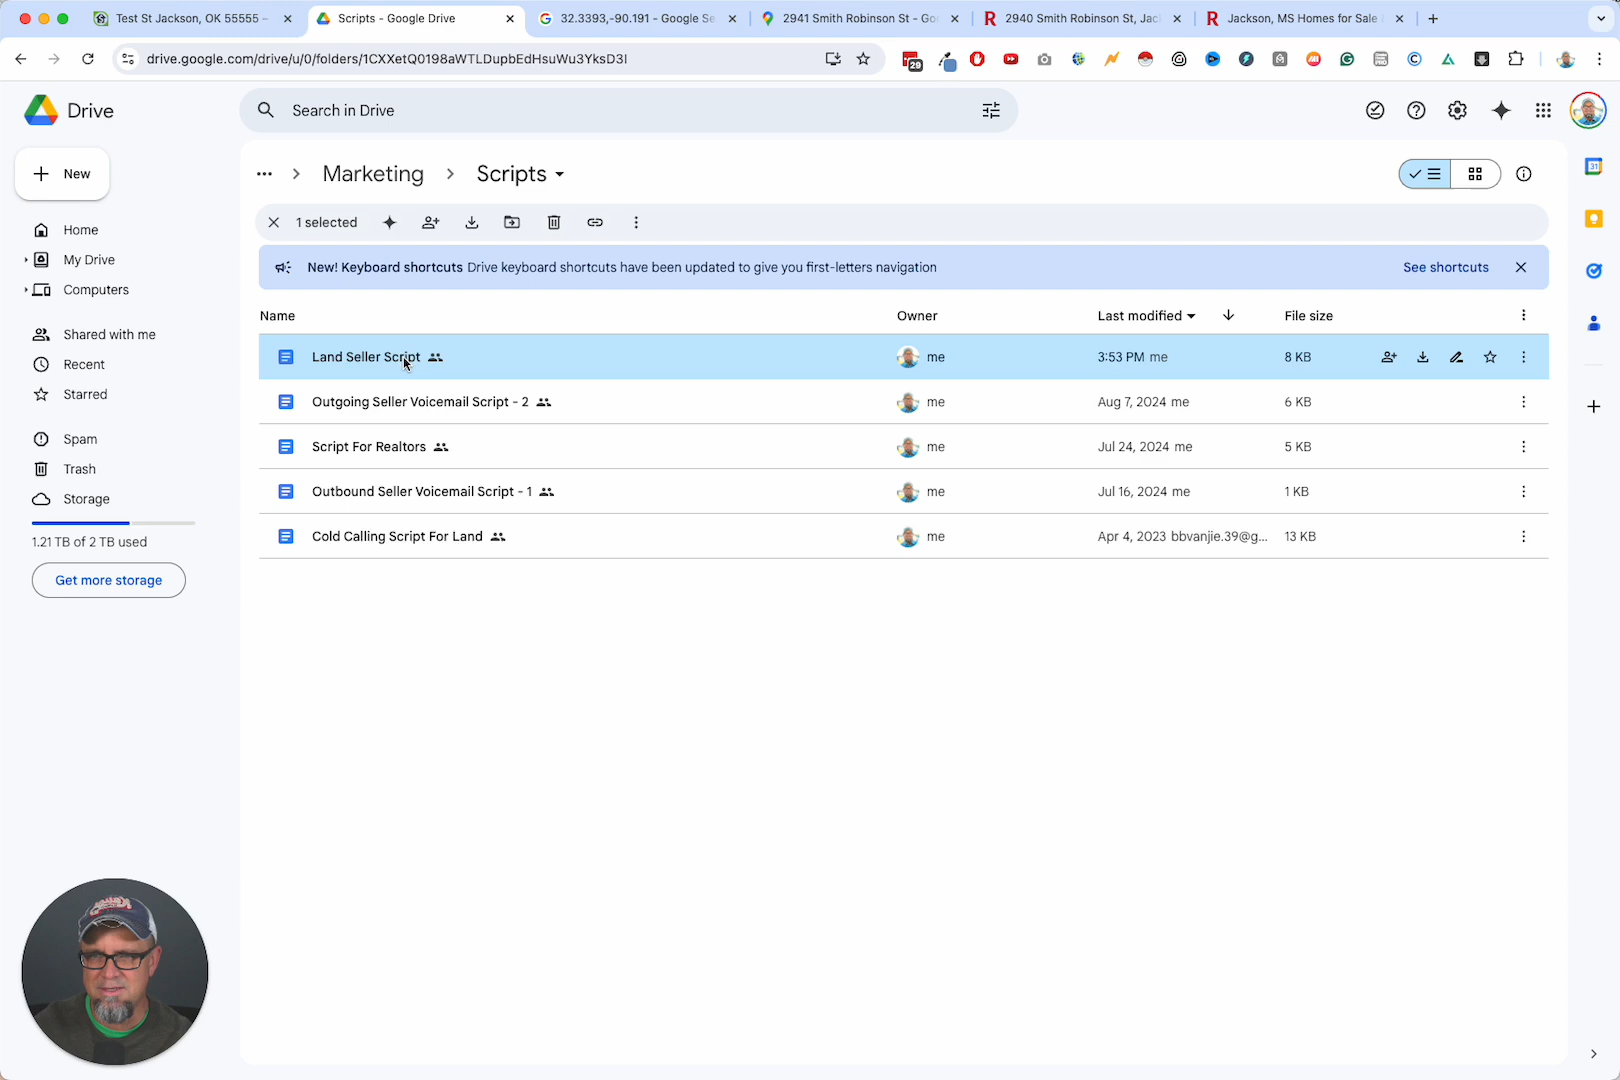 Test St Jackson, OK 55555 –
Scripts - Google Drive
32.3393,-90.191 - Google Se
2941 Smith Robinson St - Go
2940 Smith Robinson St, Jac
Jackson, MS Homes for Sale
drive.google.com/drive/u/0/folders/1CXXetQ0198aWTLDupbEdHsuWu3YksD3I
29
Drive
Search in Drive
New
Marketing
Scripts
31
1 selected
Home
My Drive
Computers
Shared with me
Recent
Starred
Spam
Trash
Storage
1.21 TB of 2 TB used
Get more storage
New! Keyboard shortcuts Drive keyboard shortcuts have been updated to give you first-letters navigation
See shortcuts
Name Owner Last modified File size
Land Seller Script me 3:53 PM me 8 KB
Outgoing Seller Voicemail Script - 2 me Aug 7, 2024 me 6 KB
Script For Realtors me Jul 24, 2024 me 5 KB
Outbound Seller Voicemail Script - 1 me Jul 16, 2024 me 1 KB
Cold Calling Script For Land me Apr 4, 2023 bbvanjie.39@g... 13 KB